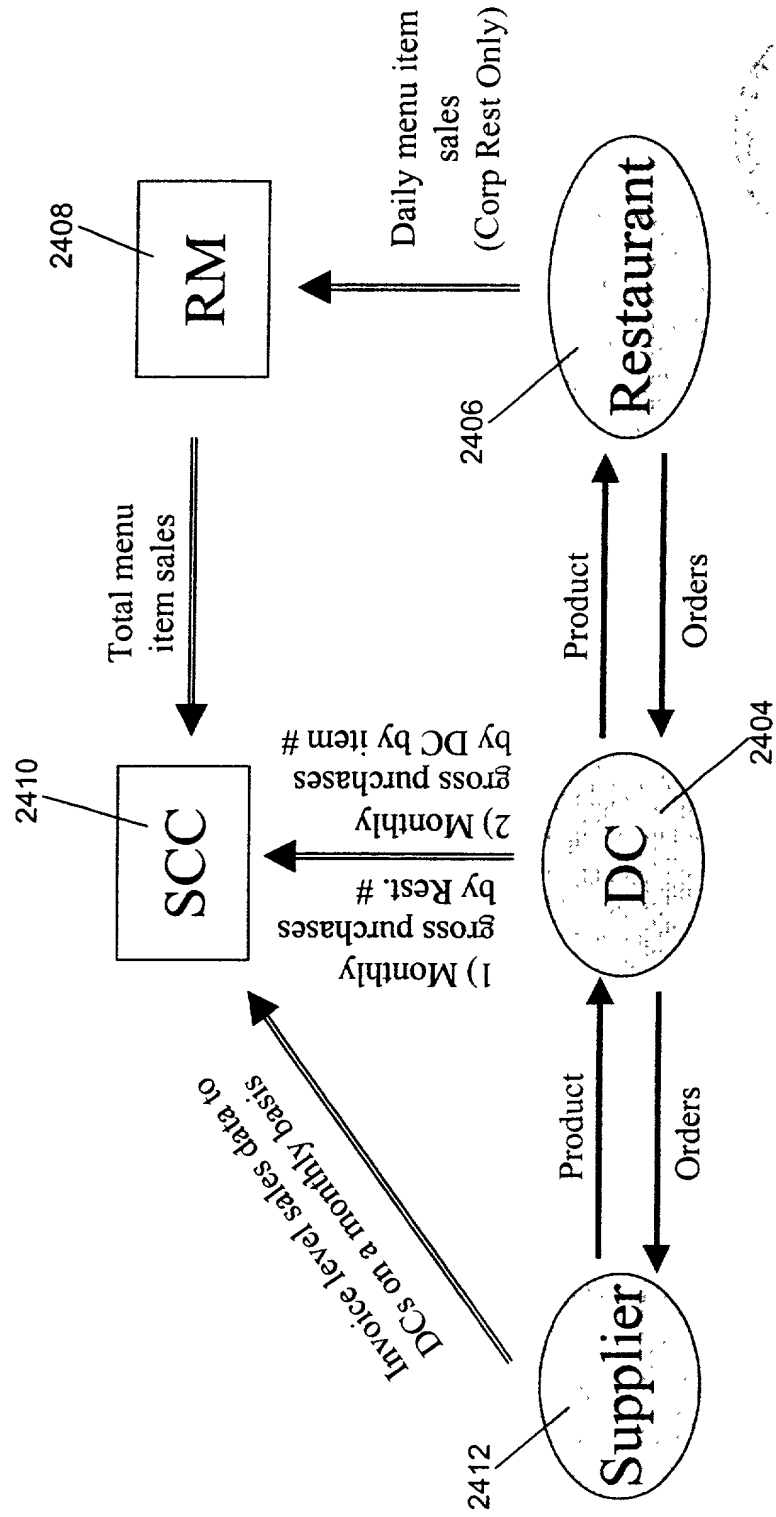 2410
SCC
2408
RM
Total menu
item sales
Invoice level sales data to
DCs on a monthly basis
1) Monthly
gross purchases
by Rest. #
2) Monthly
gross purchases
by DC by item #
Daily menu item
sales
(Corp Rest Only)
2412
Supplier
Product
Orders
DC
2404
Product
Orders
2406
Restaurant